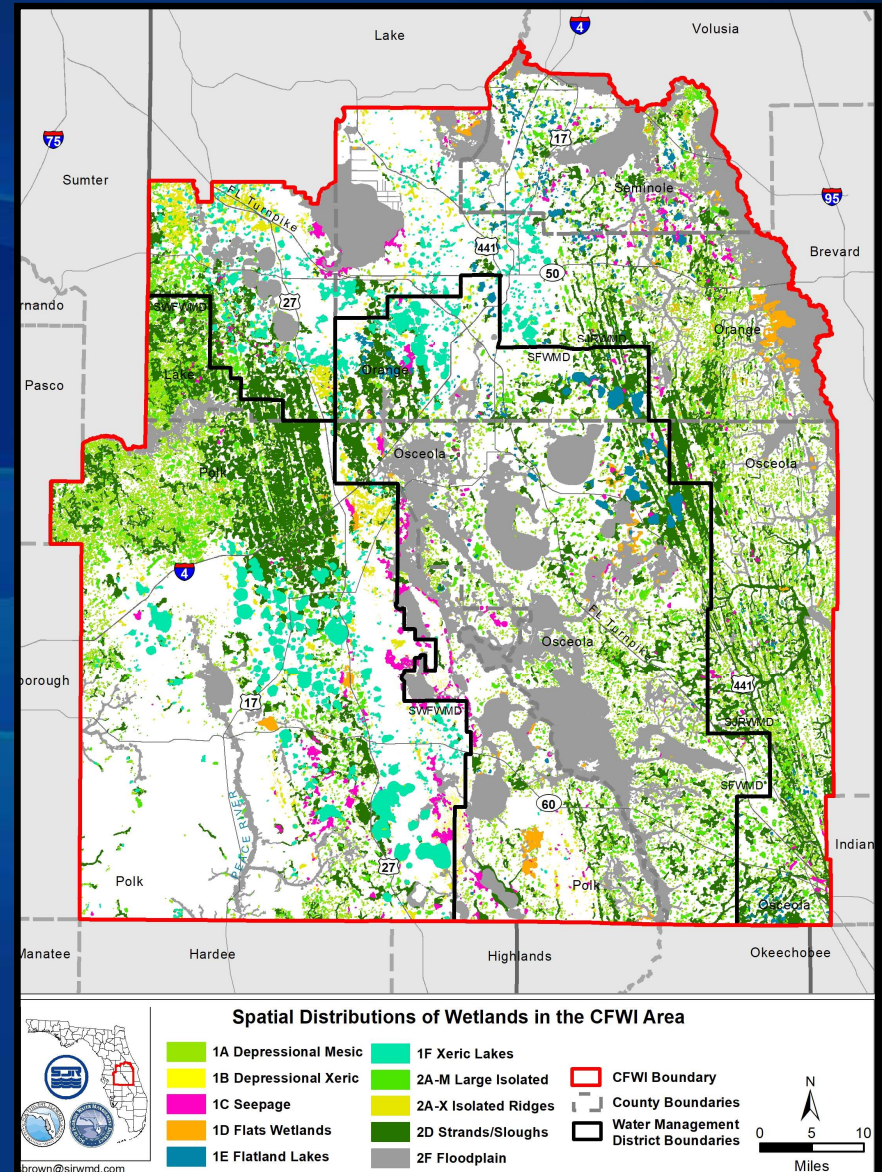 Lake
Volusia
4
17
75
Sumter
Seminole
95
FL Turnpike
441
Brevard
50
27
rnando
SWFWMD
Orange
SJRWMD
SFWMD
Lake
Orange
Pasco
Osceola
Osceola
Polk
4
FL Turnpike
Osceola
borough
17
441
SWFWMD
SJRWMD
SFWMD
60
PEACE RIVER
27
Indian
Polk
Polk
Osceola
Manatee
Hardee
Highlands
Okeechobee
Spatial Distributions of Wetlands in the CFWI Area
1A Depressional Mesic
1B Depressional Xeric
1C Seepage
1D Flats Wetlands
1E Flatland Lakes
1F Xeric Lakes
2A-M Large Isolated
2A-X Isolated Ridges
2D Strands/Sloughs
2F Floodplain
CFWI Boundary
County Boundaries
Water Management
District Boundaries
N
0 5 10
Miles
SJR
brown@sjrwmd.com